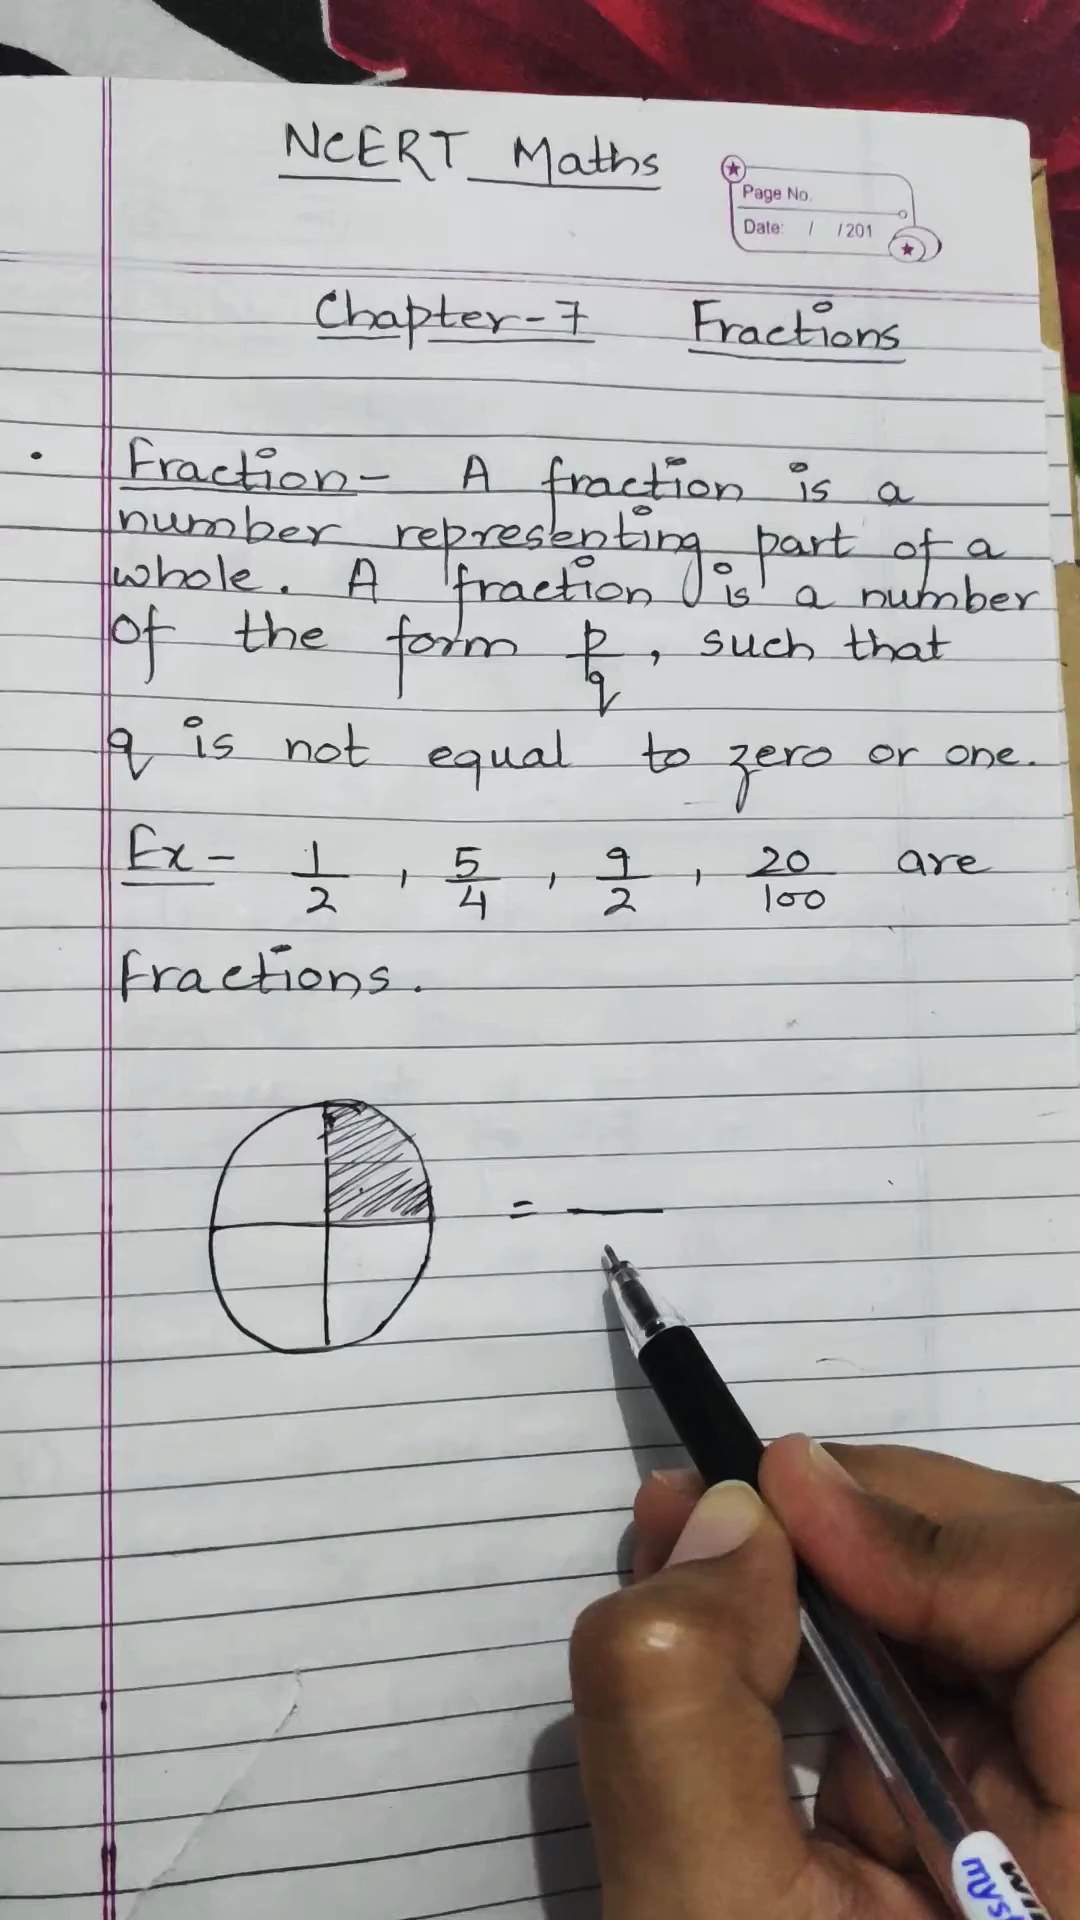 NCERT Maths
Page No.
Date: / /201
Chapter-7 Fractions
Fraction- A fraction is a
number representing part of a
whole. A fraction is a number
of the form p/q, such that
q is not equal to zero or one.
Ex- 1/2, 5/4, 9/2, 20/100 are
Fractions.
=